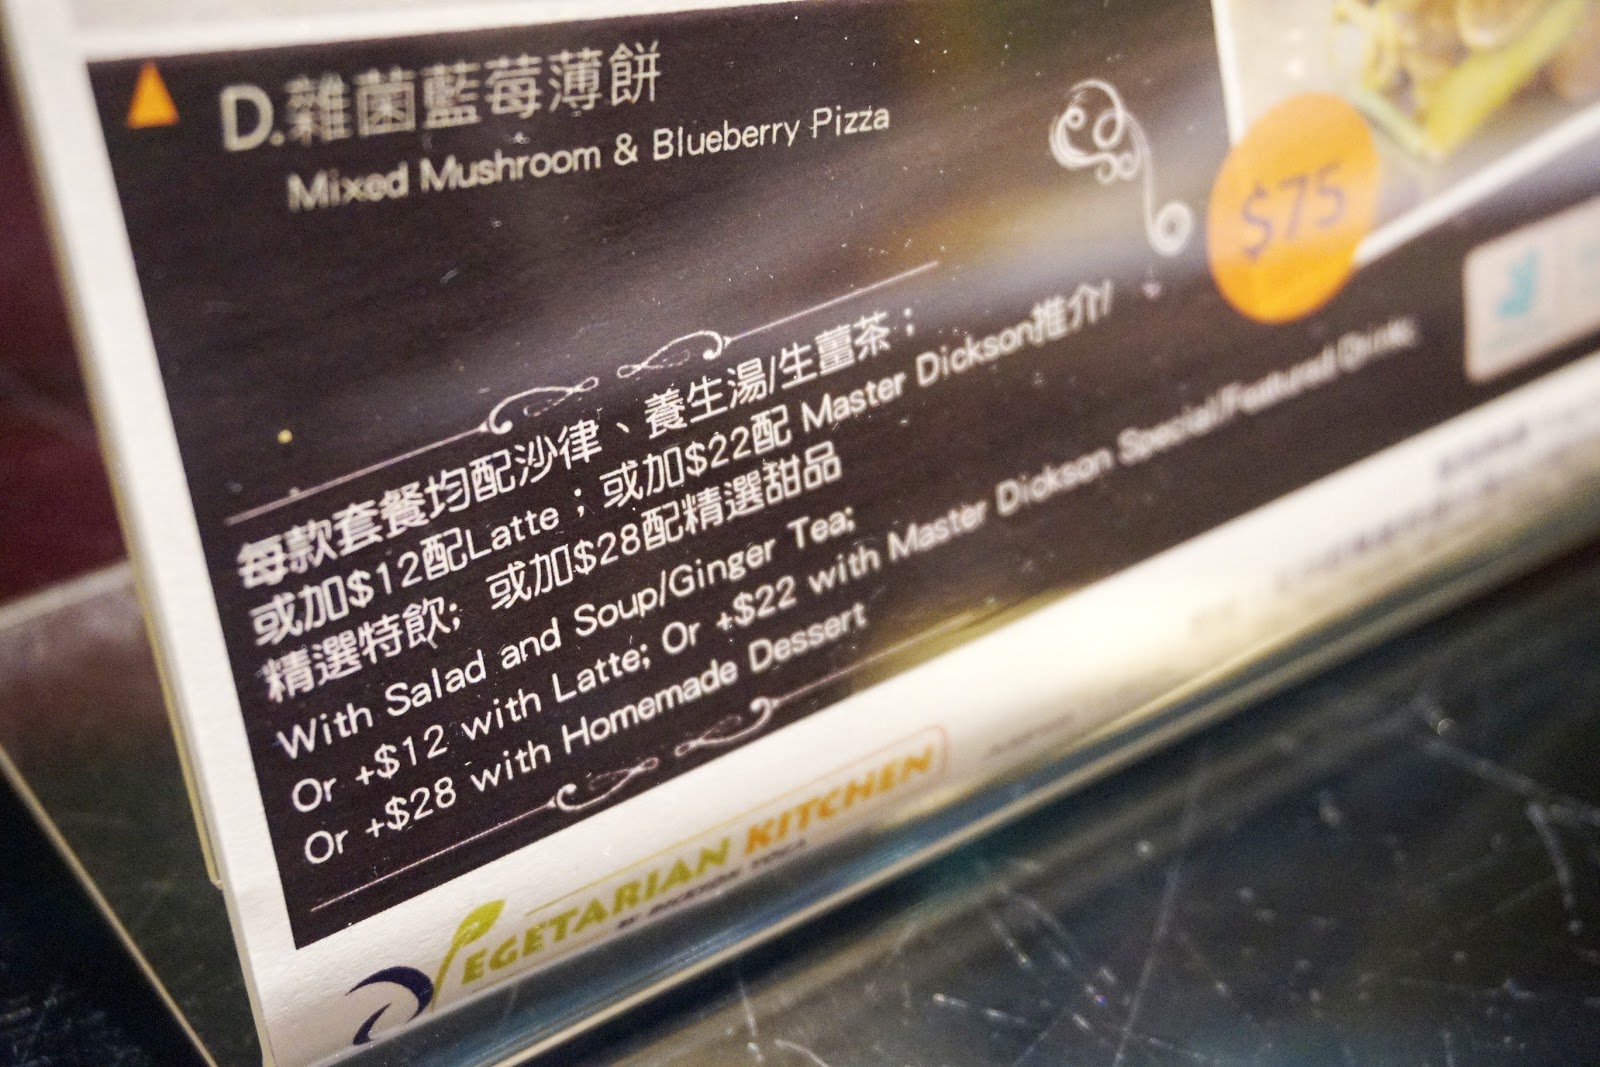 D.雜菌藍莓薄餅
Mixed Mushroom & Blueberry Pizza
$75
每款套餐均配沙律、養生湯/生薑茶；
或加$12配Latte；或加$22配 Master Dickson推介/
精選特飲; 或加$28配精選甜品
With Salad and Soup/Ginger Tea;
Or +$12 with Latte; Or +$22 with Master Dickson Special/Featured Drink;
Or +$28 with Homemade Dessert
VEGETARIAN KITCHEN
BY DICKSON YOGA